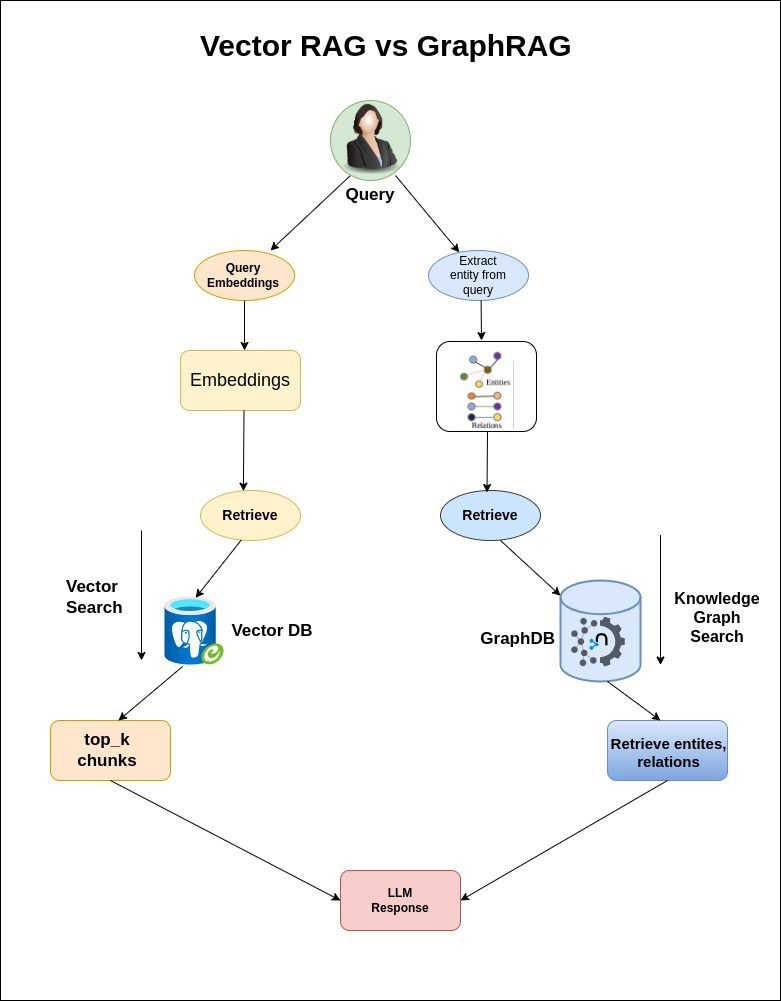 Vector RAG vs GraphRAG
Query
Query
Embeddings
Extract
entity from
query
Embeddings
Entities
Relations
Retrieve
Retrieve
Vector
Search
Vector DB
GraphDB
Knowledge
Graph
Search
top_k
chunks
Retrieve entites,
relations
LLM
Response